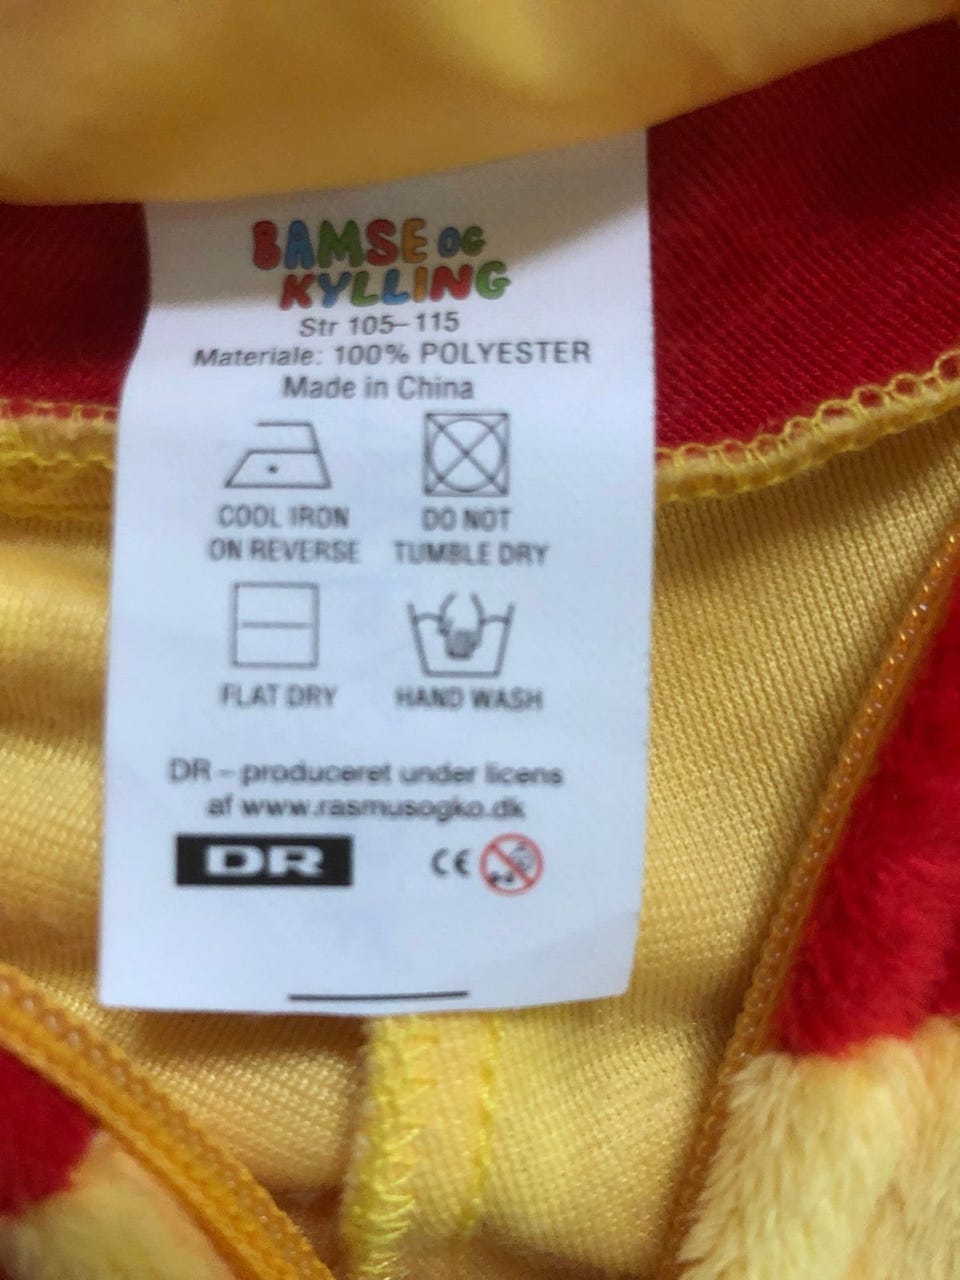 BAMSE OG
KYLLING
Str 105-115
Materiale: 100% POLYESTER
Made in China
COOL IRON
ON REVERSE
DO NOT
TUMBLE DRY
FLAT DRY
HAND WASH
DR - produceret under licens
af www.rasmusogko.dk
DR CE